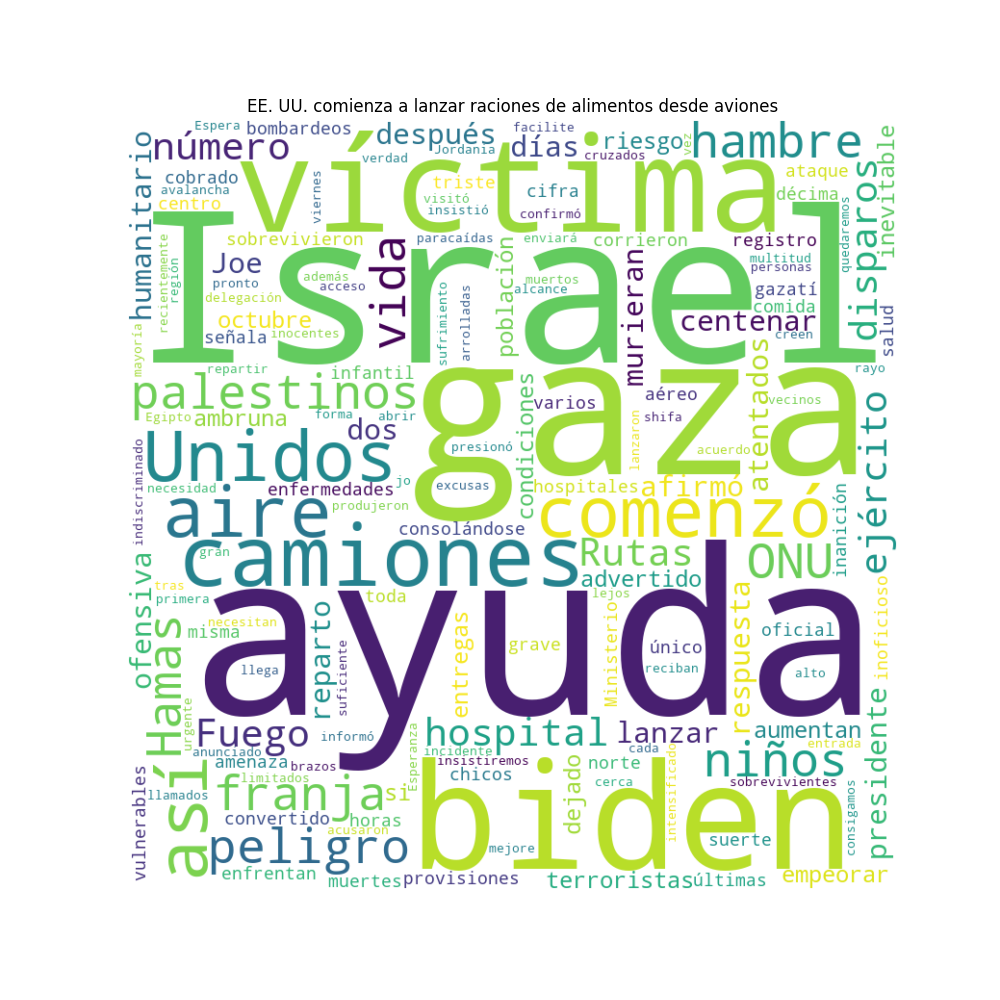 EE. UU. comienza a lanzar raciones de alimentos desde aviones
Espera
bombardeos
después
facilite
días
riesgo
vez
hambre
número
víctima
Jordania
cruzados
verdad
humanitario
cobrado
avalancha
centro
viernes
triste
visitó
insistió
cifra
confirmó
ataque
décima
disparos
inevitable
quedaremos
Israel
sobrevivieron
paracaídas
enviará
corrieron
registro
recientemente
región
Joe
pronto
además
acceso
vida
multitud
personas
muertos
alcance
población
gazatí
comida
delegación
octubre
inocentes
señala
sufrimiento
arrolladas
murieran
centenar
creen
salud
mayoría
repartir
infantil
rayo
gaza
palestinos
aéreo
varios
vecinos
Egipto
ambruna
forma
abrir
dos
shifa
condiciones
lanzaron
acuerdo
atentados
ejército
Unidos
presionó
indiscriminado
necesidad
enfermedades
jo
excusas
hospitales
afirmó
produjeron
aire
comenzó
consolándose
inanición
gran
camiones
Rutas
ONU
advertido
ofensiva
tras
primera
toda
lejos
ayuda
necesitan
misma
reparto
entregas
grave
Ministerio
único
respuesta
oficial
inoficioso
llega
suficiente
reciban
alto
Hamas
urgente
Fuego
informó
hospital
lanzar
aumentan
presidente
anunciado
amenaza
brazos
Esperanza
incidente
insistiremos
cada
entrada
niños
así
limitados
chicos
norte
intensificado
sobrevivientes
vulnerables
llamados
franja
si
biden
dejado
cerca
convertido
horas
acusaron
suerte
consigamos
peligro
mejore
enfrentan
muertes
provisiones
terroristas
últimas
empeorar